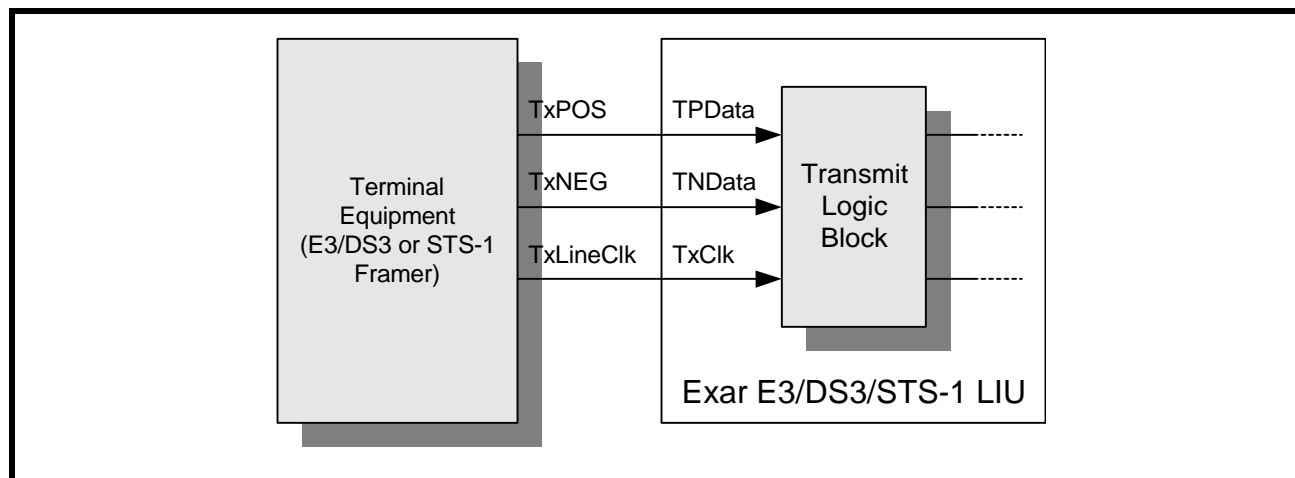 TxPOS
TPData
TxNEG
TNData
TxLineClk
TxClk
Terminal
Equipment
(E3/DS3 or STS-1
Framer)
Transmit
Logic
Block
Exar E3/DS3/STS-1 LIU